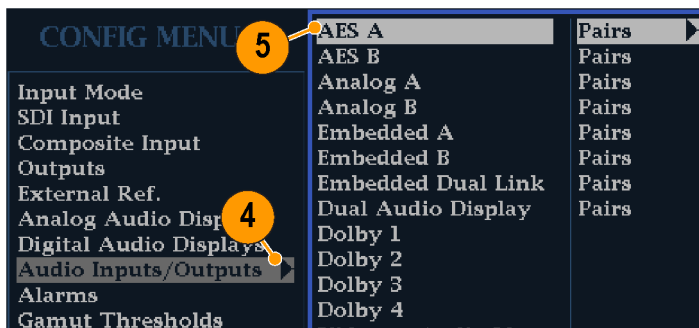 CONFIG MENU
Input Mode
SDI Input
Composite Input
Outputs
External Ref.
Analog Audio
4
Digital Audio Displays
Audio Inputs/Outputs
Alarms
Gamut Thresholds
5
AES A Pairs
AES B Pairs
Analog A Pairs
Analog B Pairs
Embedded A Pairs
Embedded B Pairs
Embedded Dual Link Pairs
Dual Audio Display Pairs
Dolby 1
Dolby 2
Dolby 3
Dolby 4